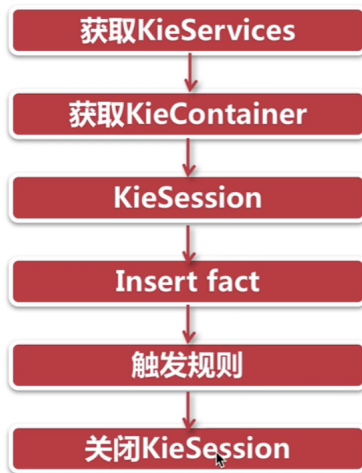 获取KieServices
获取KieContainer
KieSession
Insert fact
触发规则
关闭KieSession